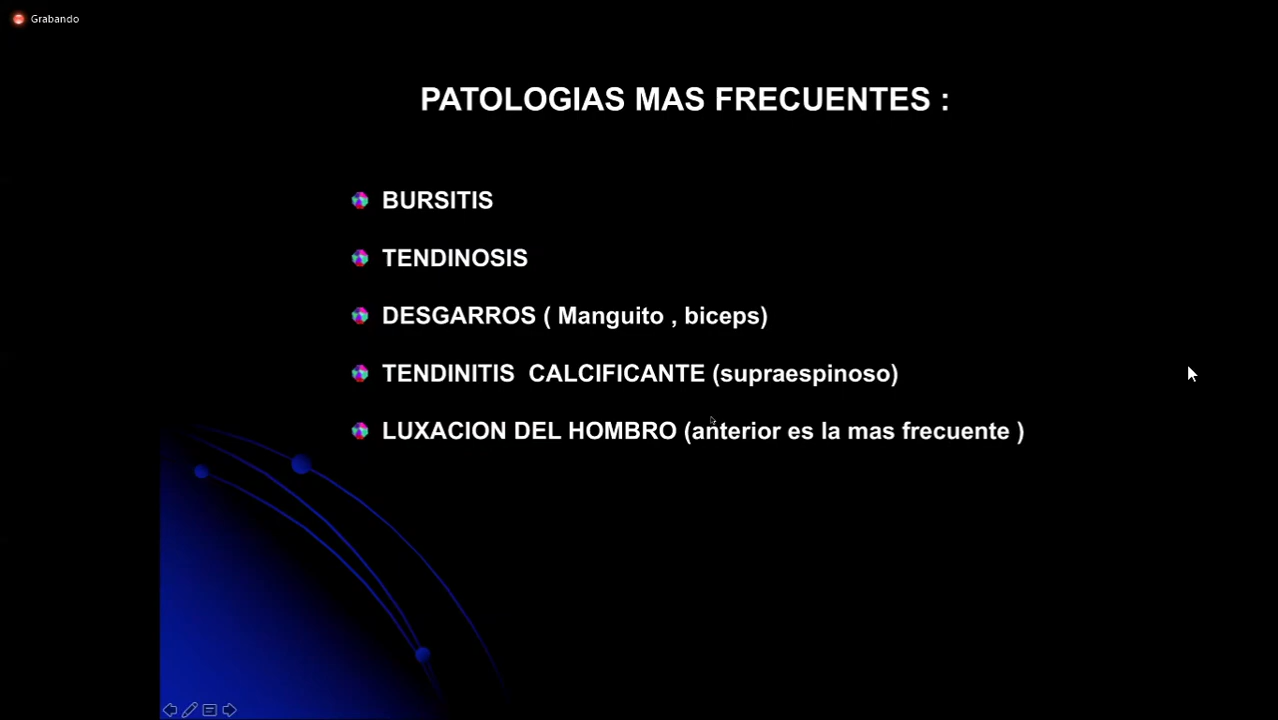 Grabando
PATOLOGIAS MAS FRECUENTES :
BURSITIS
TENDINOSIS
DESGARROS ( Manguito , biceps)
TENDINITIS  CALCIFICANTE (supraespinoso)
LUXACION DEL HOMBRO (anterior es la mas frecuente )